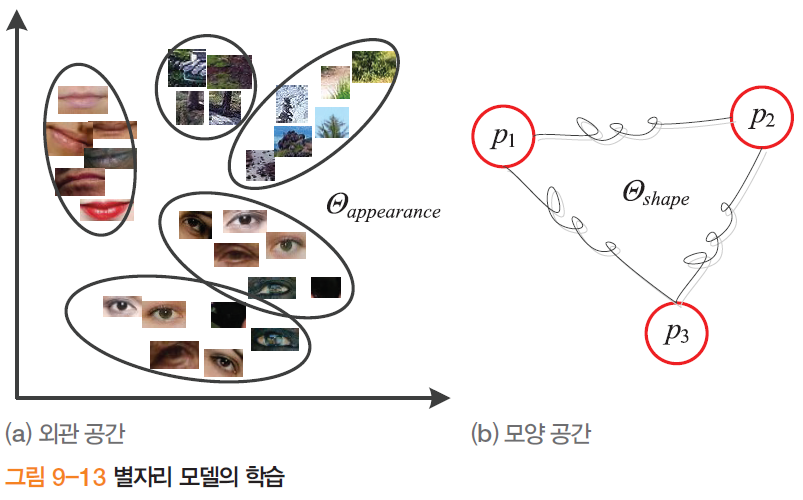 Θappearance
p1
p2
Θshape
p3
(a) 외관 공간
(b) 모양 공간
그림 9-13 별자리 모델의 학습